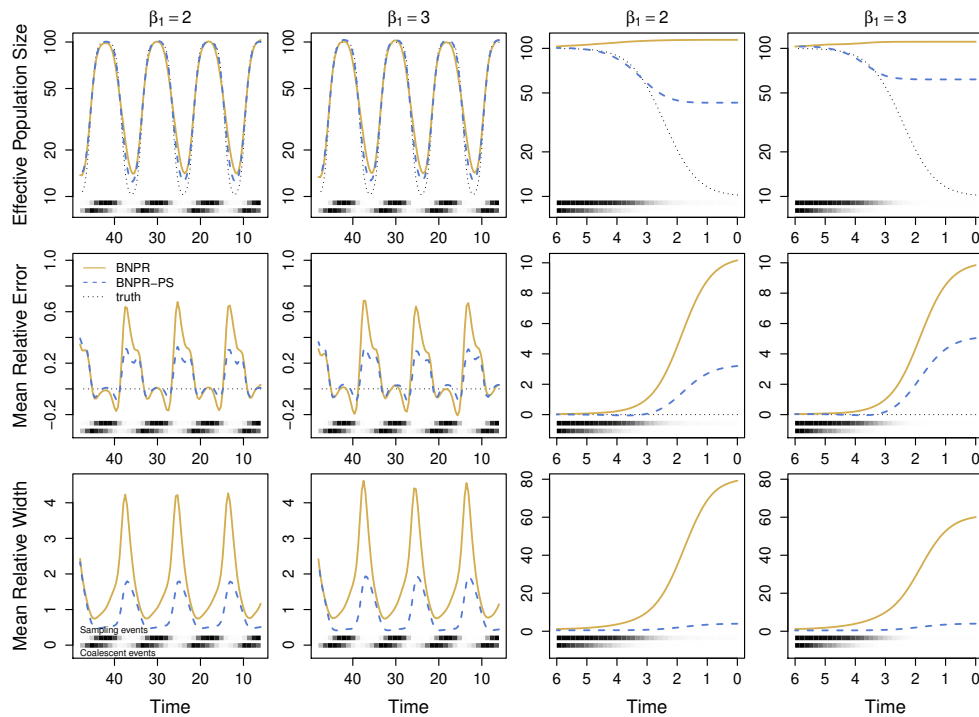 β₁ = 2 β₁ = 3 β₁ = 2 β₁ = 3
Effective Population Size
100
50
20
10
40 30 20 10
100
50
20
10
40 30 20 10
100
50
20
10
6 5 4 3 2 1 0
100
50
20
10
6 5 4 3 2 1 0
Mean Relative Error
1.0
0.6
0.2
−0.2
BNPR
BNPR−PS
truth
40 30 20 10
1.0
0.6
0.2
−0.2
40 30 20 10
10
8
6
4
2
0
6 5 4 3 2 1 0
10
8
6
4
2
0
6 5 4 3 2 1 0
Mean Relative Width
4
3
2
1
0
Sampling events
Coalescent events
40 30 20 10
Time
4
3
2
1
0
40 30 20 10
Time
80
60
40
20
0
6 5 4 3 2 1 0
Time
80
60
40
20
0
6 5 4 3 2 1 0
Time